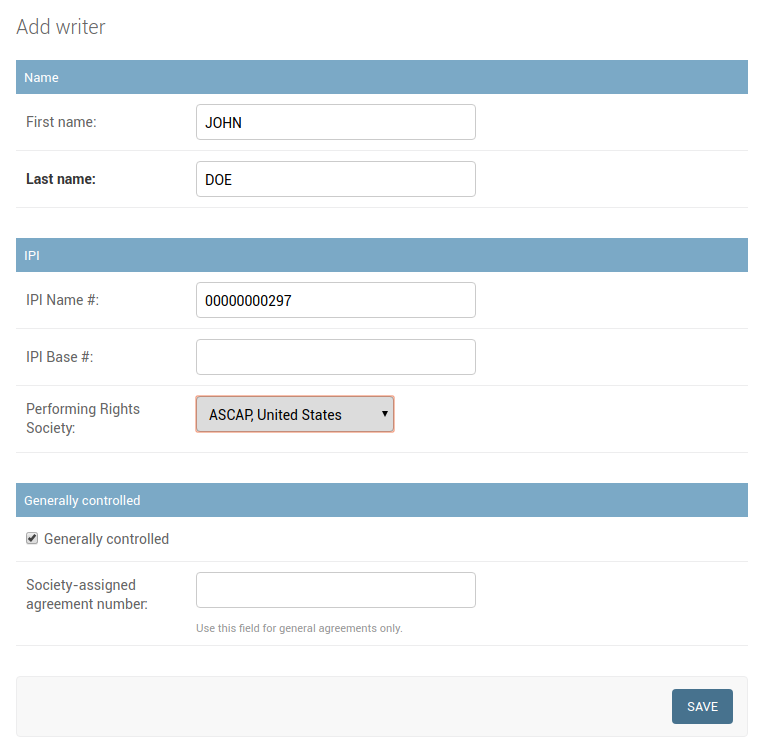 Add writer
Name
First name:
JOHN
Last name:
DOE
IPI
IPI Name #:
00000000297
IPI Base #:
Performing Rights
Society:
ASCAP, United States
Generally controlled
Generally controlled
Society-assigned
agreement number:
Use this field for general agreements only.
SAVE